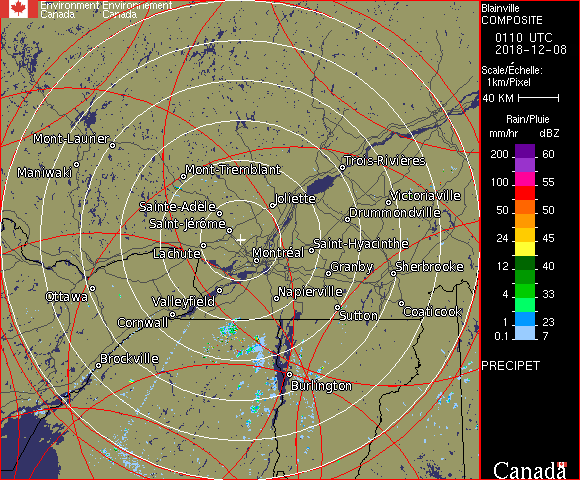 Environment Environnement
Canada Canada
Blainville
COMPOSITE
0110 UTC
2018-12-08
Scale/Échelle:
1km/Pixel
40 KM
Rain/Pluie
mm/hr dBZ
200 60
100 55
50 50
24 45
12 40
4 33
1 23
0.1 7
PRECIPET
Canada
Mont-Laurier
Maniwaki
Mont-Tremblant
Trois-Rivières
Joliette
Victoriaville
Sainte-Adèle
Drummondville
Saint-Jérôme
Lachute
Montréal
Saint-Hyacinthe
Granby
Sherbrooke
Ottawa
Valleyfield
Napierville
Coaticook
Cornwall
Sutton
Brockville
Burlington